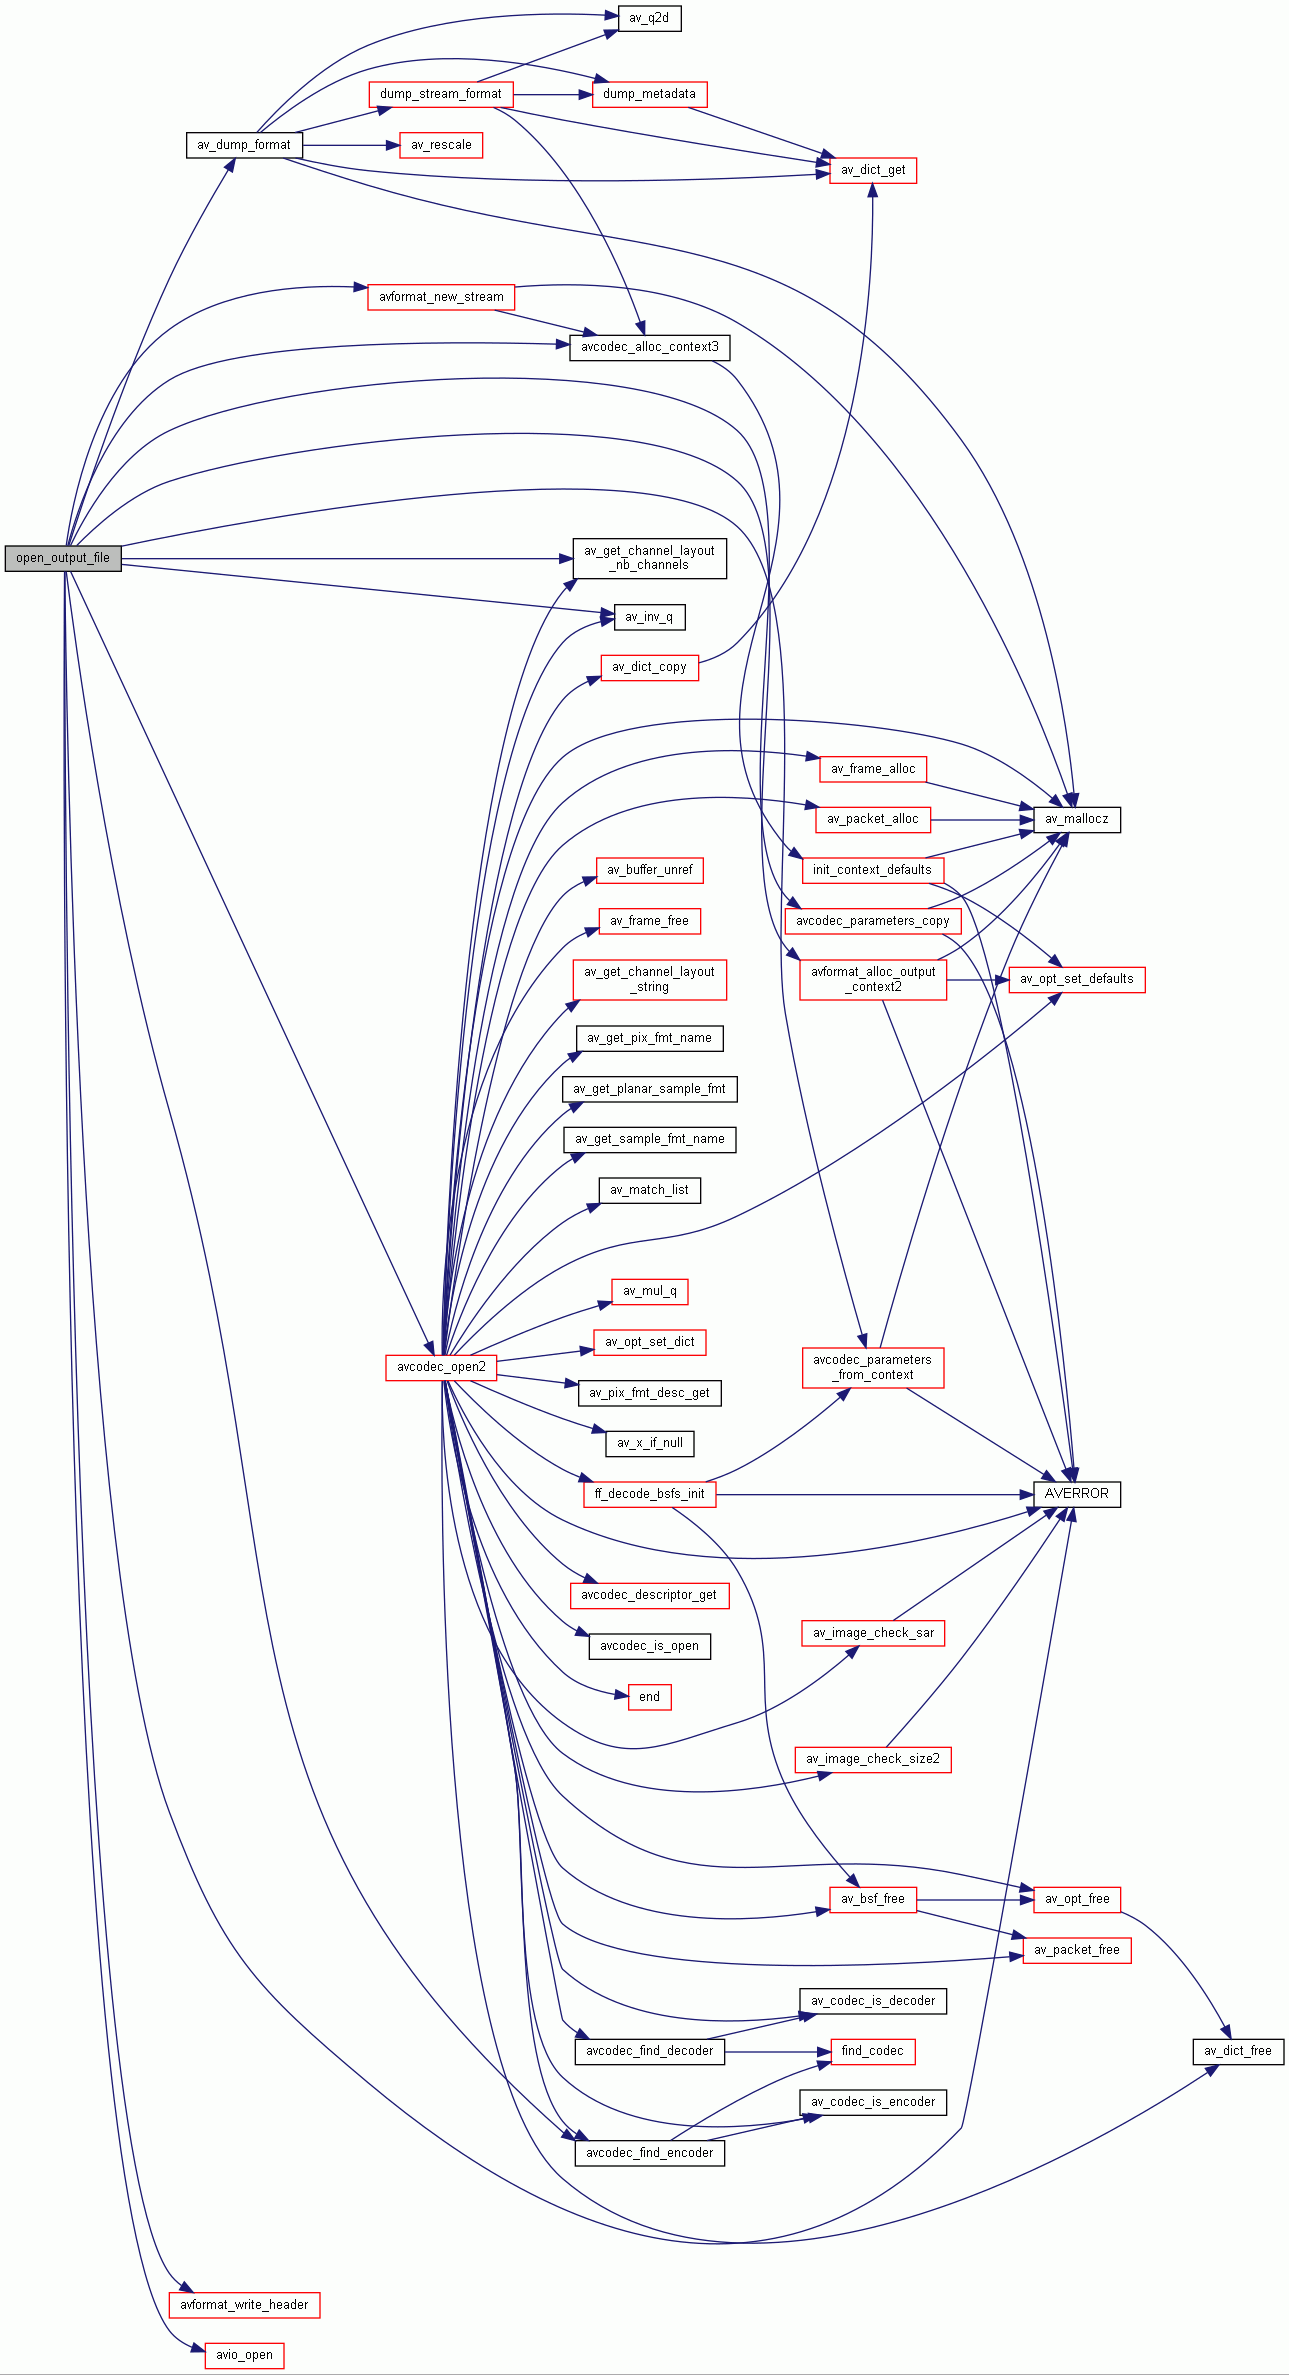 av_q2d
dump_stream_format
dump_metadata
av_dump_format
av_rescale
av_dict_get
avformat_new_stream
avcodec_alloc_context3
open_output_file
av_get_channel_layout
_nb_channels
av_inv_q
av_dict_copy
av_frame_alloc
av_packet_alloc
av_mallocz
av_buffer_unref
init_context_defaults
av_frame_free
avcodec_parameters_copy
av_get_channel_layout
_string
avformat_alloc_output
_context2
av_opt_set_defaults
av_get_pix_fmt_name
av_get_planar_sample_fmt
av_get_sample_fmt_name
av_match_list
av_mul_q
av_opt_set_dict
avcodec_open2
avcodec_parameters
_from_context
av_pix_fmt_desc_get
av_x_if_null
ff_decode_bsfs_init
AVERROR
avcodec_descriptor_get
avcodec_is_open
av_image_check_sar
end
av_image_check_size2
av_bsf_free
av_opt_free
av_packet_free
av_codec_is_decoder
avcodec_find_decoder
find_codec
av_dict_free
av_codec_is_encoder
avcodec_find_encoder
avformat_write_header
avio_open